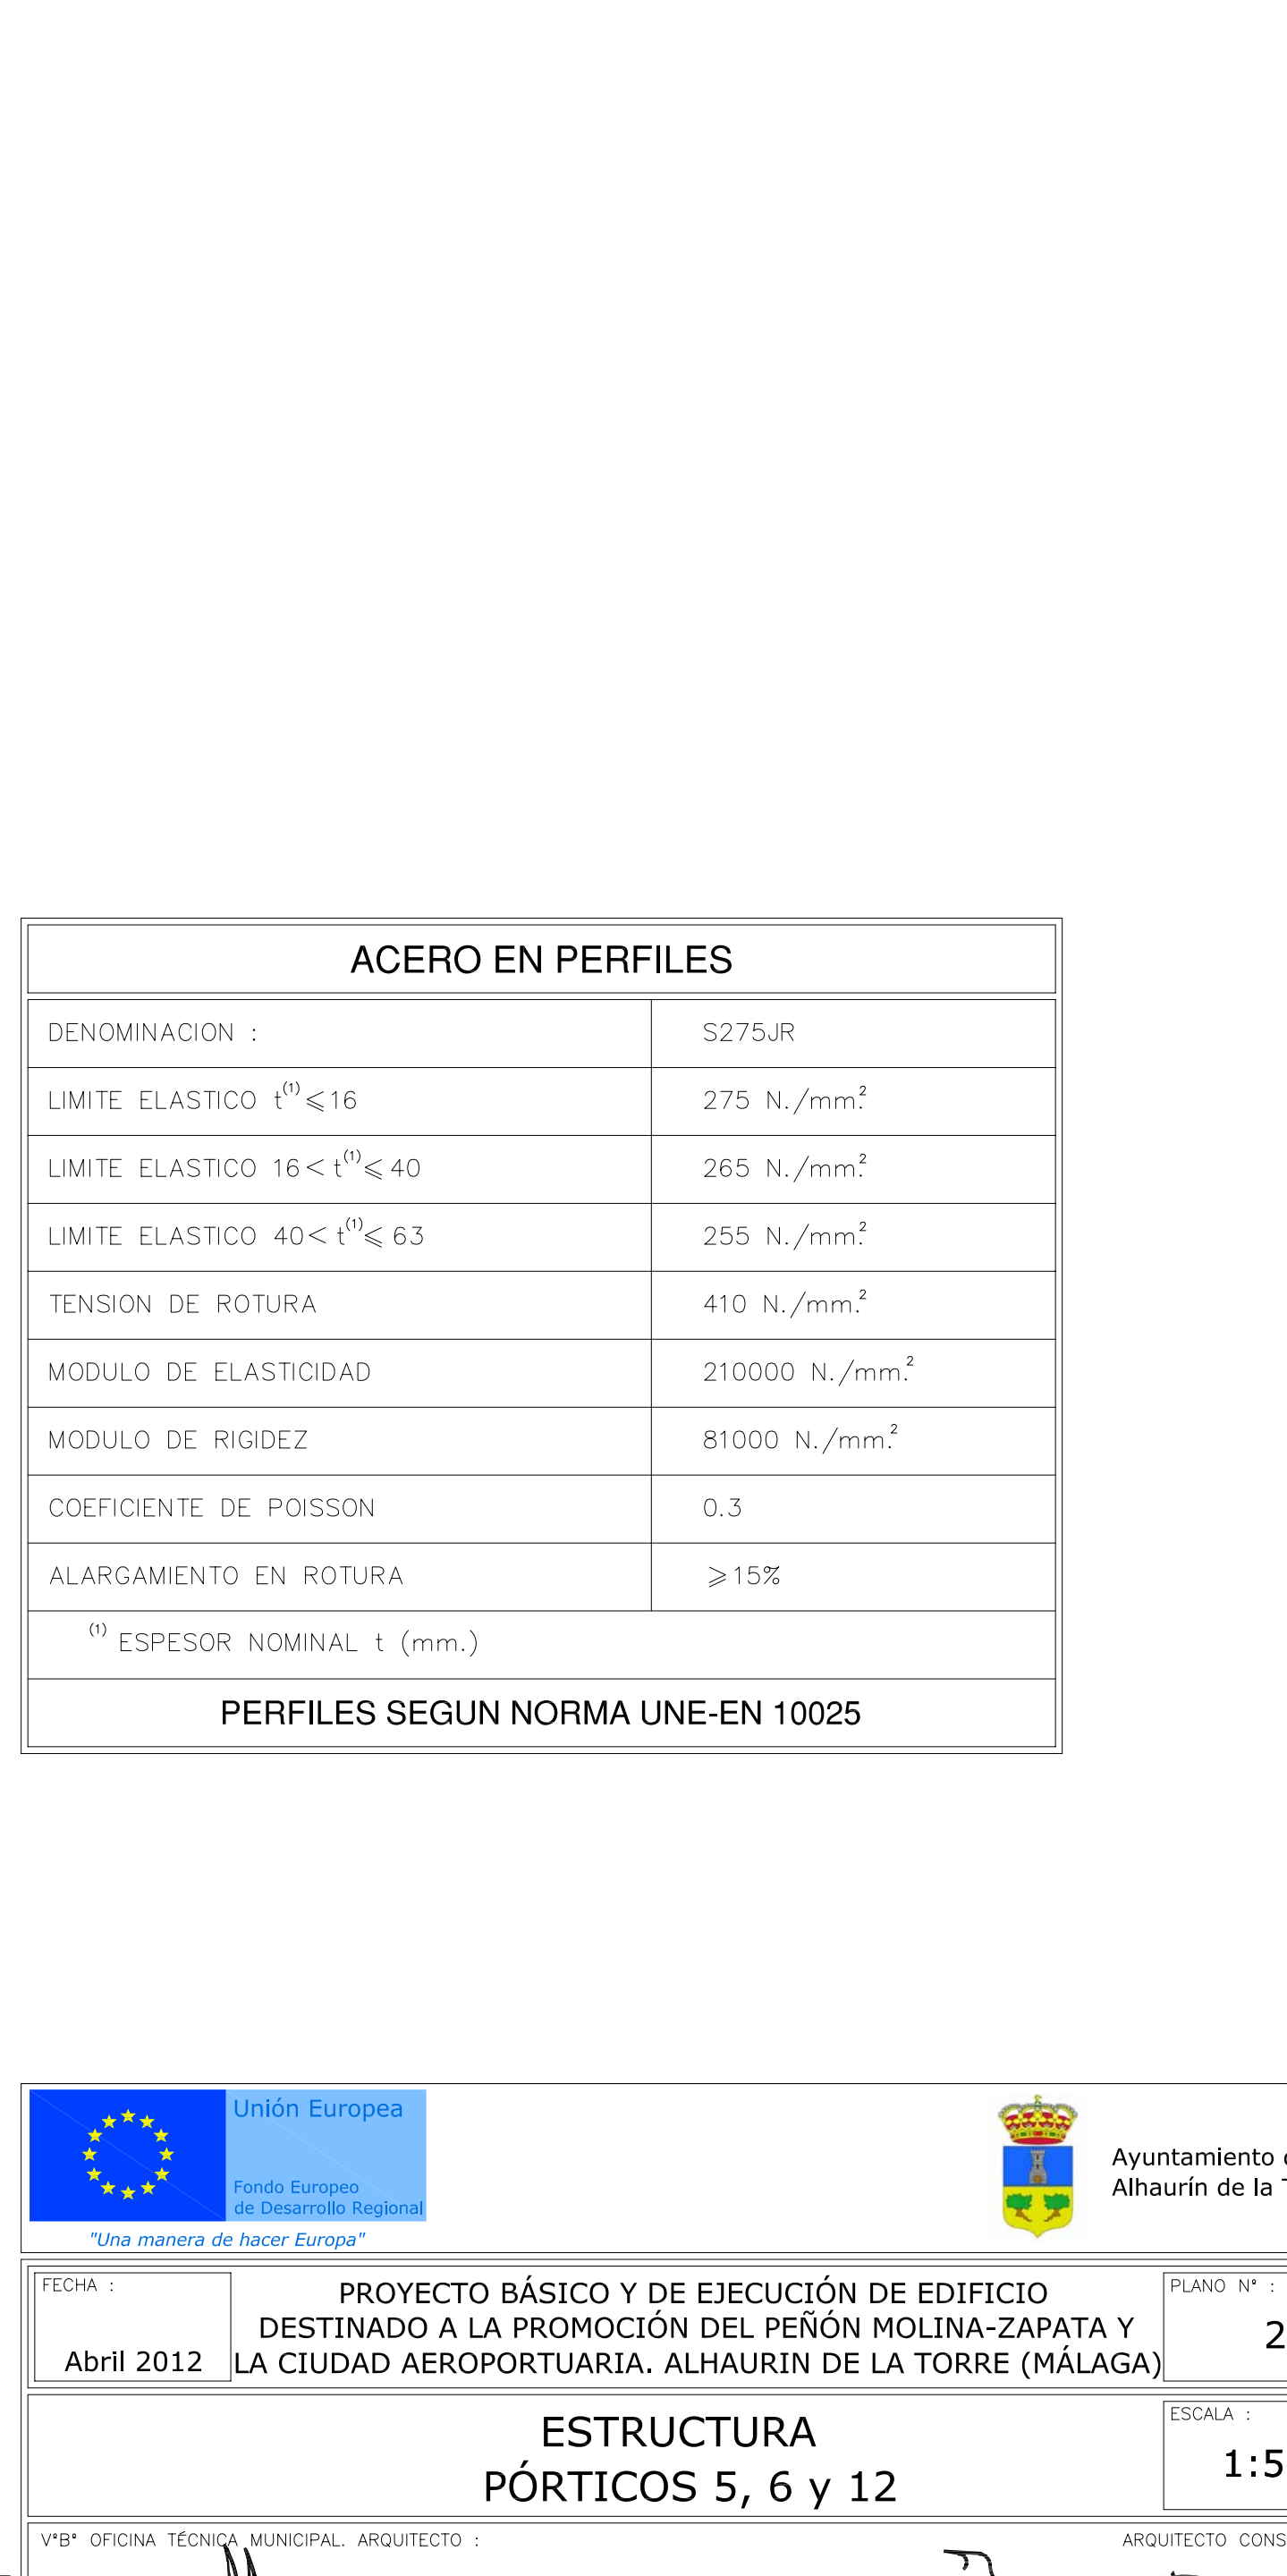 ACERO EN PERFILES
DENOMINACION : S275JR
LIMITE ELASTICO t⁽¹⁾⩽16 275 N./mm.²
LIMITE ELASTICO 16< t⁽¹⁾⩽ 40 265 N./mm.²
LIMITE ELASTICO 40< t⁽¹⁾⩽ 63 255 N./mm.²
TENSION DE ROTURA 410 N./mm.²
MODULO DE ELASTICIDAD 210000 N./mm.²
MODULO DE RIGIDEZ 81000 N./mm.²
COEFICIENTE DE POISSON 0.3
ALARGAMIENTO EN ROTURA ⩾15%
⁽¹⁾ ESPESOR NOMINAL t (mm.)
PERFILES SEGUN NORMA UNE-EN 10025
Unión Europea
Fondo Europeo
de Desarrollo Regional
"Una manera de hacer Europa"
Ayuntamiento
Alhaurín de la
FECHA :
Abril 2012
PROYECTO BÁSICO Y DE EJECUCIÓN DE EDIFICIO
DESTINADO A LA PROMOCIÓN DEL PEÑÓN MOLINA-ZAPATA Y
LA CIUDAD AEROPORTUARIA. ALHAURIN DE LA TORRE (MÁLAGA)
PLANO Nº :
2
ESTRUCTURA
PÓRTICOS 5, 6 y 12
ESCALA :
1:5
VºBº OFICINA TÉCNICA MUNICIPAL. ARQUITECTO :
ARQUITECTO CONS